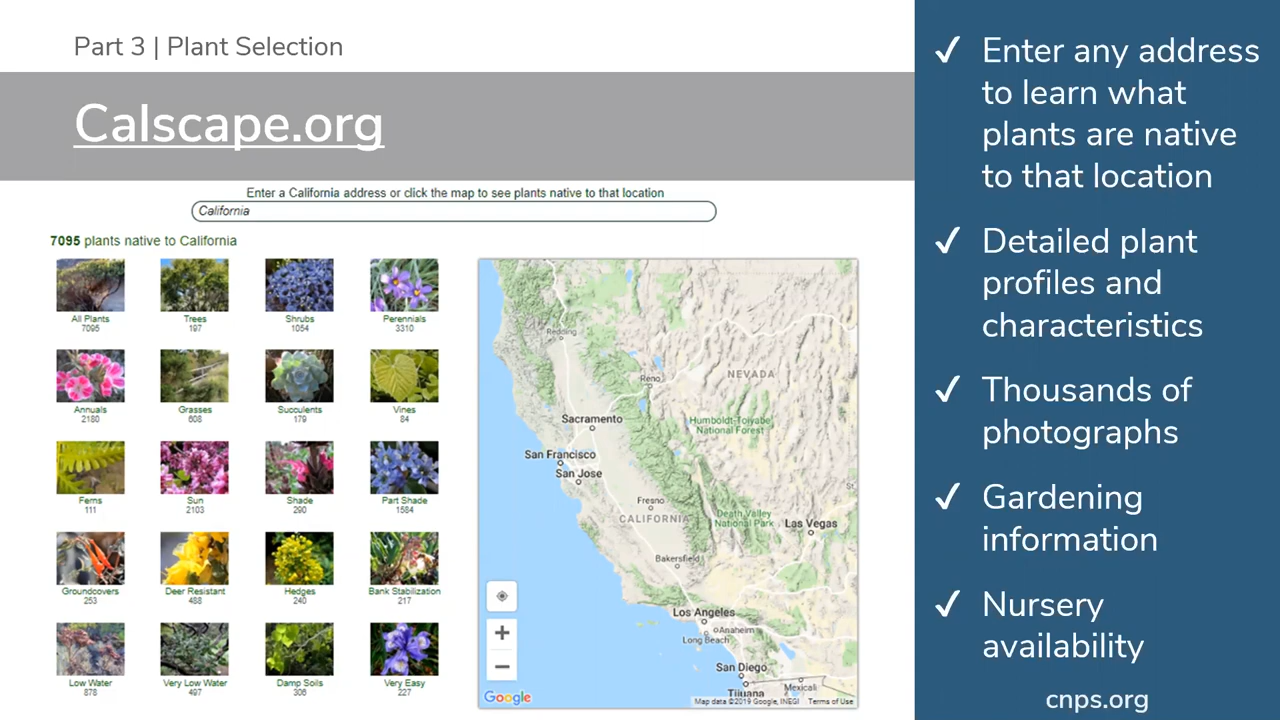 Part 3 | Plant Selection
Calscape.org
Enter a California address or click the map to see plants native to that location
California
7095 plants native to California
All Plants
7095
Trees
197
Shrubs
1054
Perennials
3310
Annuals
2180
Grasses
608
Succulents
179
Vines
84
Ferns
111
Sun
2103
Shade
290
Part Shade
1584
Groundcovers
253
Deer Resistant
488
Hedges
240
Bank Stabilization
217
Low Water
878
Very Low Water
497
Damp Soils
306
Very Easy
227
Redding
Reno
NEVADA
Sacramento
Humboldt-Toiyabe
National Forest
San Francisco
San Jose
St.
Fresno
CALIFORNIA
Death Valley
National Park
Las Vegas
Bakersfield
Los Angeles
Anaheim
Long Beach
San Diego
Mexicali
Tijuana
+
−
Google
Map data ©2019 Google, INEGI
Terms of Use
✓ Enter any address
to learn what
plants are native
to that location
✓ Detailed plant
profiles and
characteristics
✓ Thousands of
photographs
✓ Gardening
information
✓ Nursery
availability
cnps.org